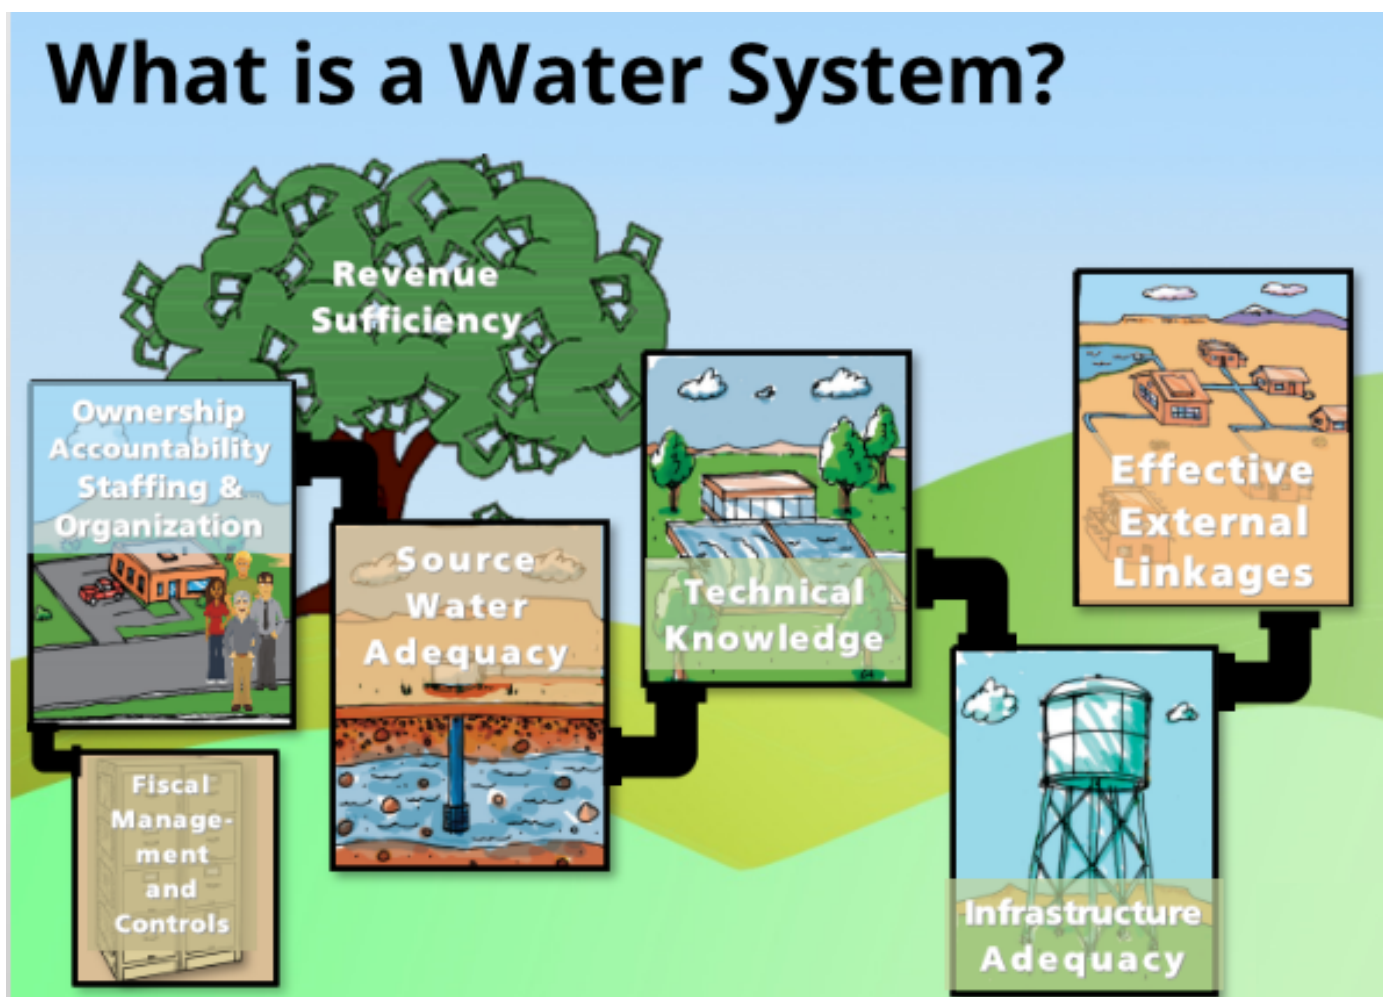 What is a Water System?
Revenue
Sufficiency
Ownership
Accountability
Staffing &
Organization
Fiscal
Manage-
ment
and
Controls
Source
Water
Adequacy
Technical
Knowledge
Effective
External
Linkages
Infrastructure
Adequacy